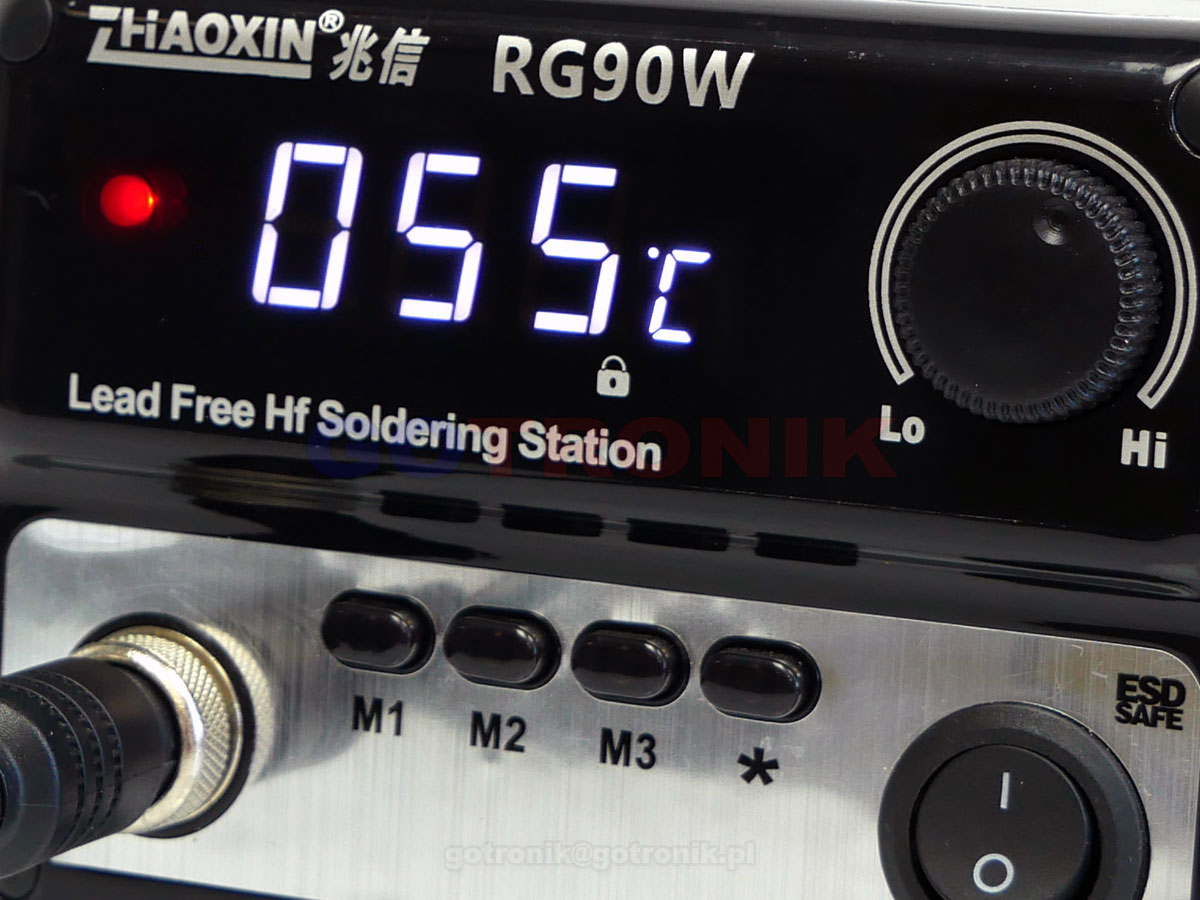 ZHAOXIN® 兆信 RG90W
055 °C
Lead Free Hf Soldering Station
GOTRONIK
Lo
Hi
M1 M2 M3 *
ESD
SAFE
I
O
gotronik@gotronik.pl